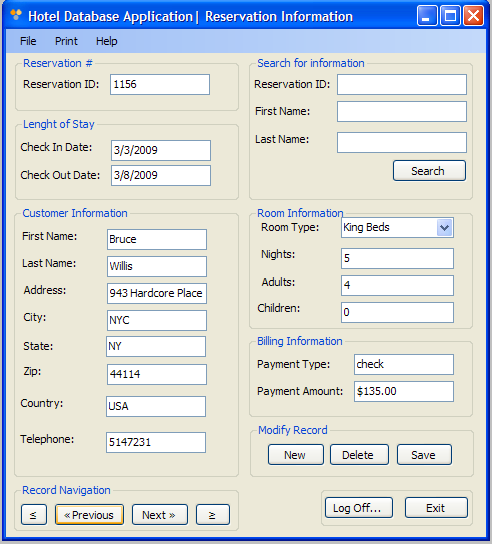 Hotel Database Application| Reservation Information
File Print Help
Reservation #
Reservation ID: 1156
Lenght of Stay
Check In Date: 3/3/2009
Check Out Date: 3/8/2009
Search for information
Reservation ID:
First Name:
Last Name:
Search
Customer Information
First Name: Bruce
Last Name: Willis
Address: 943 Hardcore Place
City: NYC
State: NY
Zip: 44114
Country: USA
Telephone: 5147231
Room Information
Room Type: King Beds
Nights: 5
Adults: 4
Children: 0
Billing Information
Payment Type: check
Payment Amount: $135.00
Modify Record
New Delete Save
Record Navigation
≤ « Previous Next » ≥
Log Off... Exit